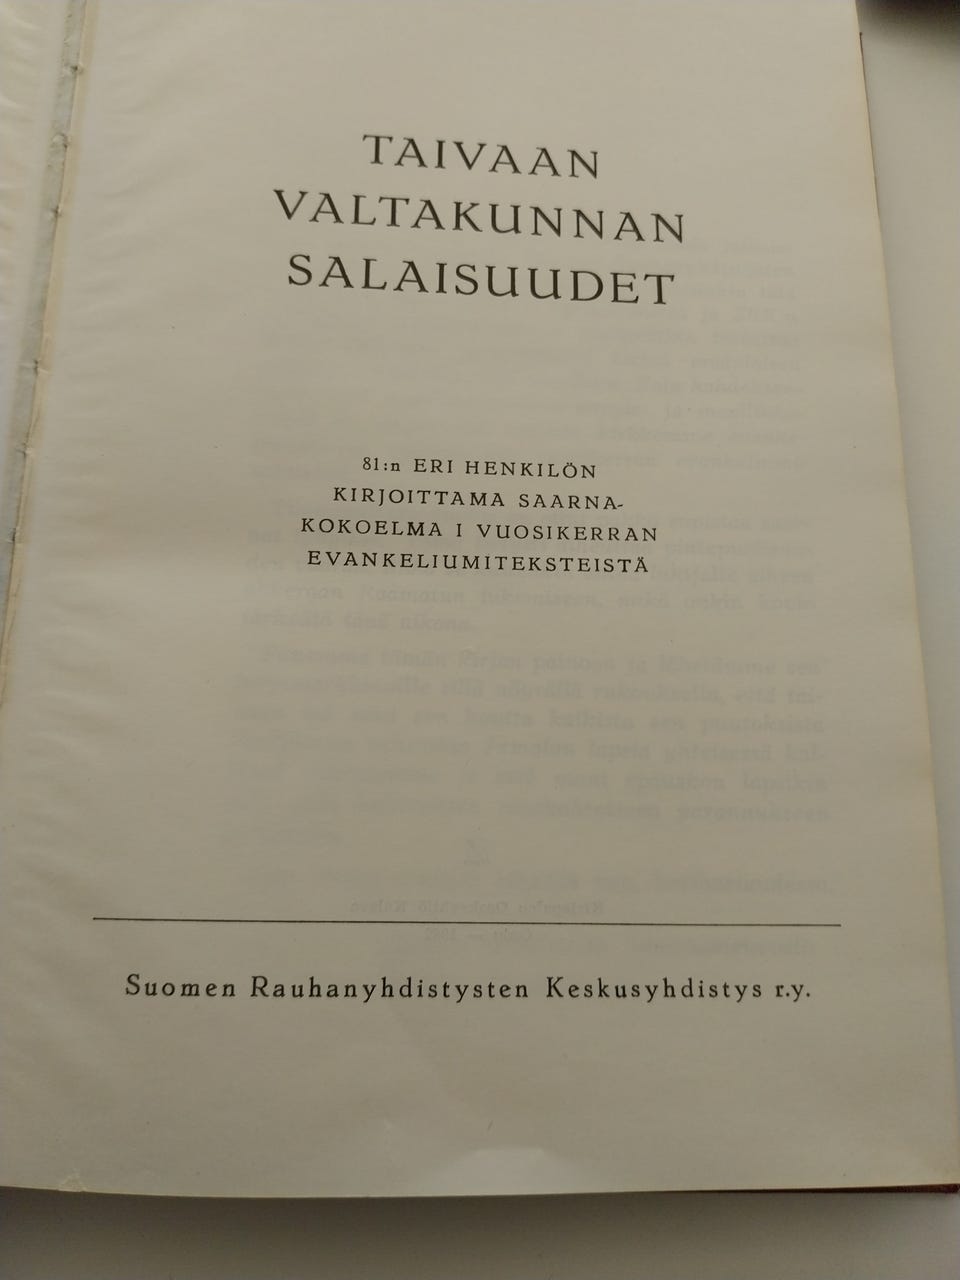 TAIVAAN
VALTAKUNNAN
SALAISUUDET
81:n ERI HENKILÖN
KIRJOITTAMA SAARNA-
KOKOELMA I VUOSIKERRAN
EVANKELIUMITEKSTEISTÄ
Suomen Rauhanyhdistysten Keskusyhdistys r.y.